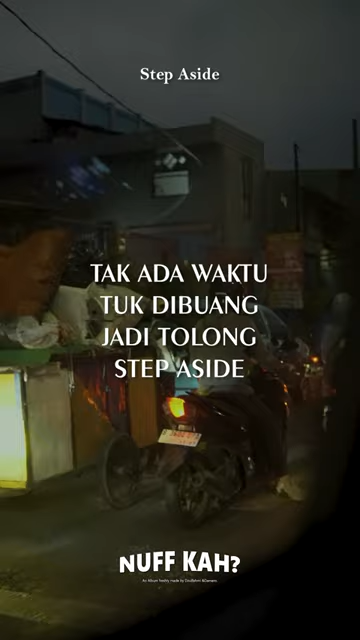 Step Aside
TAK ADA WAKTU
TUK DIBUANG
JADI TOLONG
STEP ASIDE
NUFF KAH?